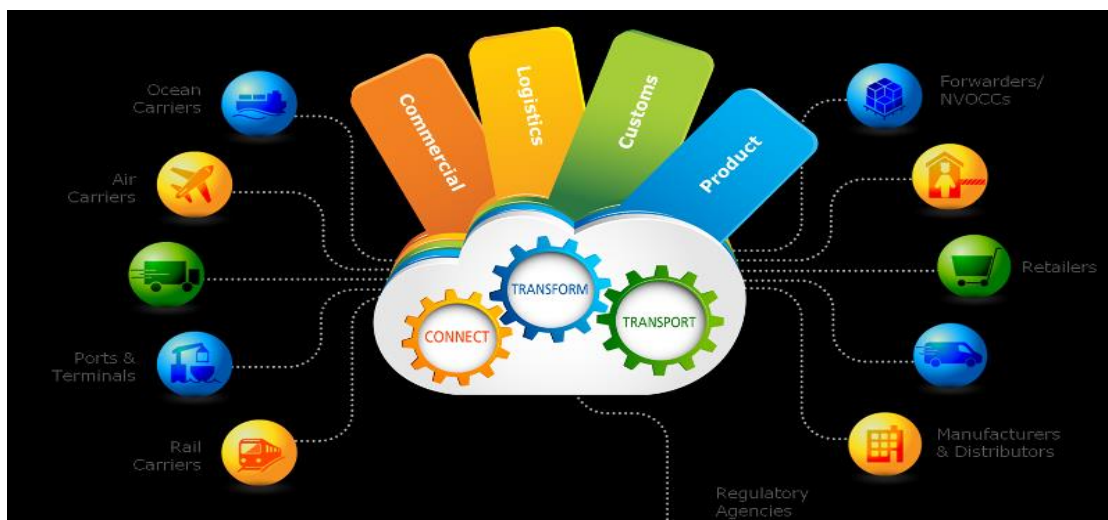 Ocean
Carriers
Air
Carriers
Ports &
Terminals
Rail
Carriers
Commercial
Logistics
Customs
Product
CONNECT
TRANSFORM
TRANSPORT
Forwarders/
NVOCCs
Retailers
Manufacturers
& Distributors
Regulatory
Agencies